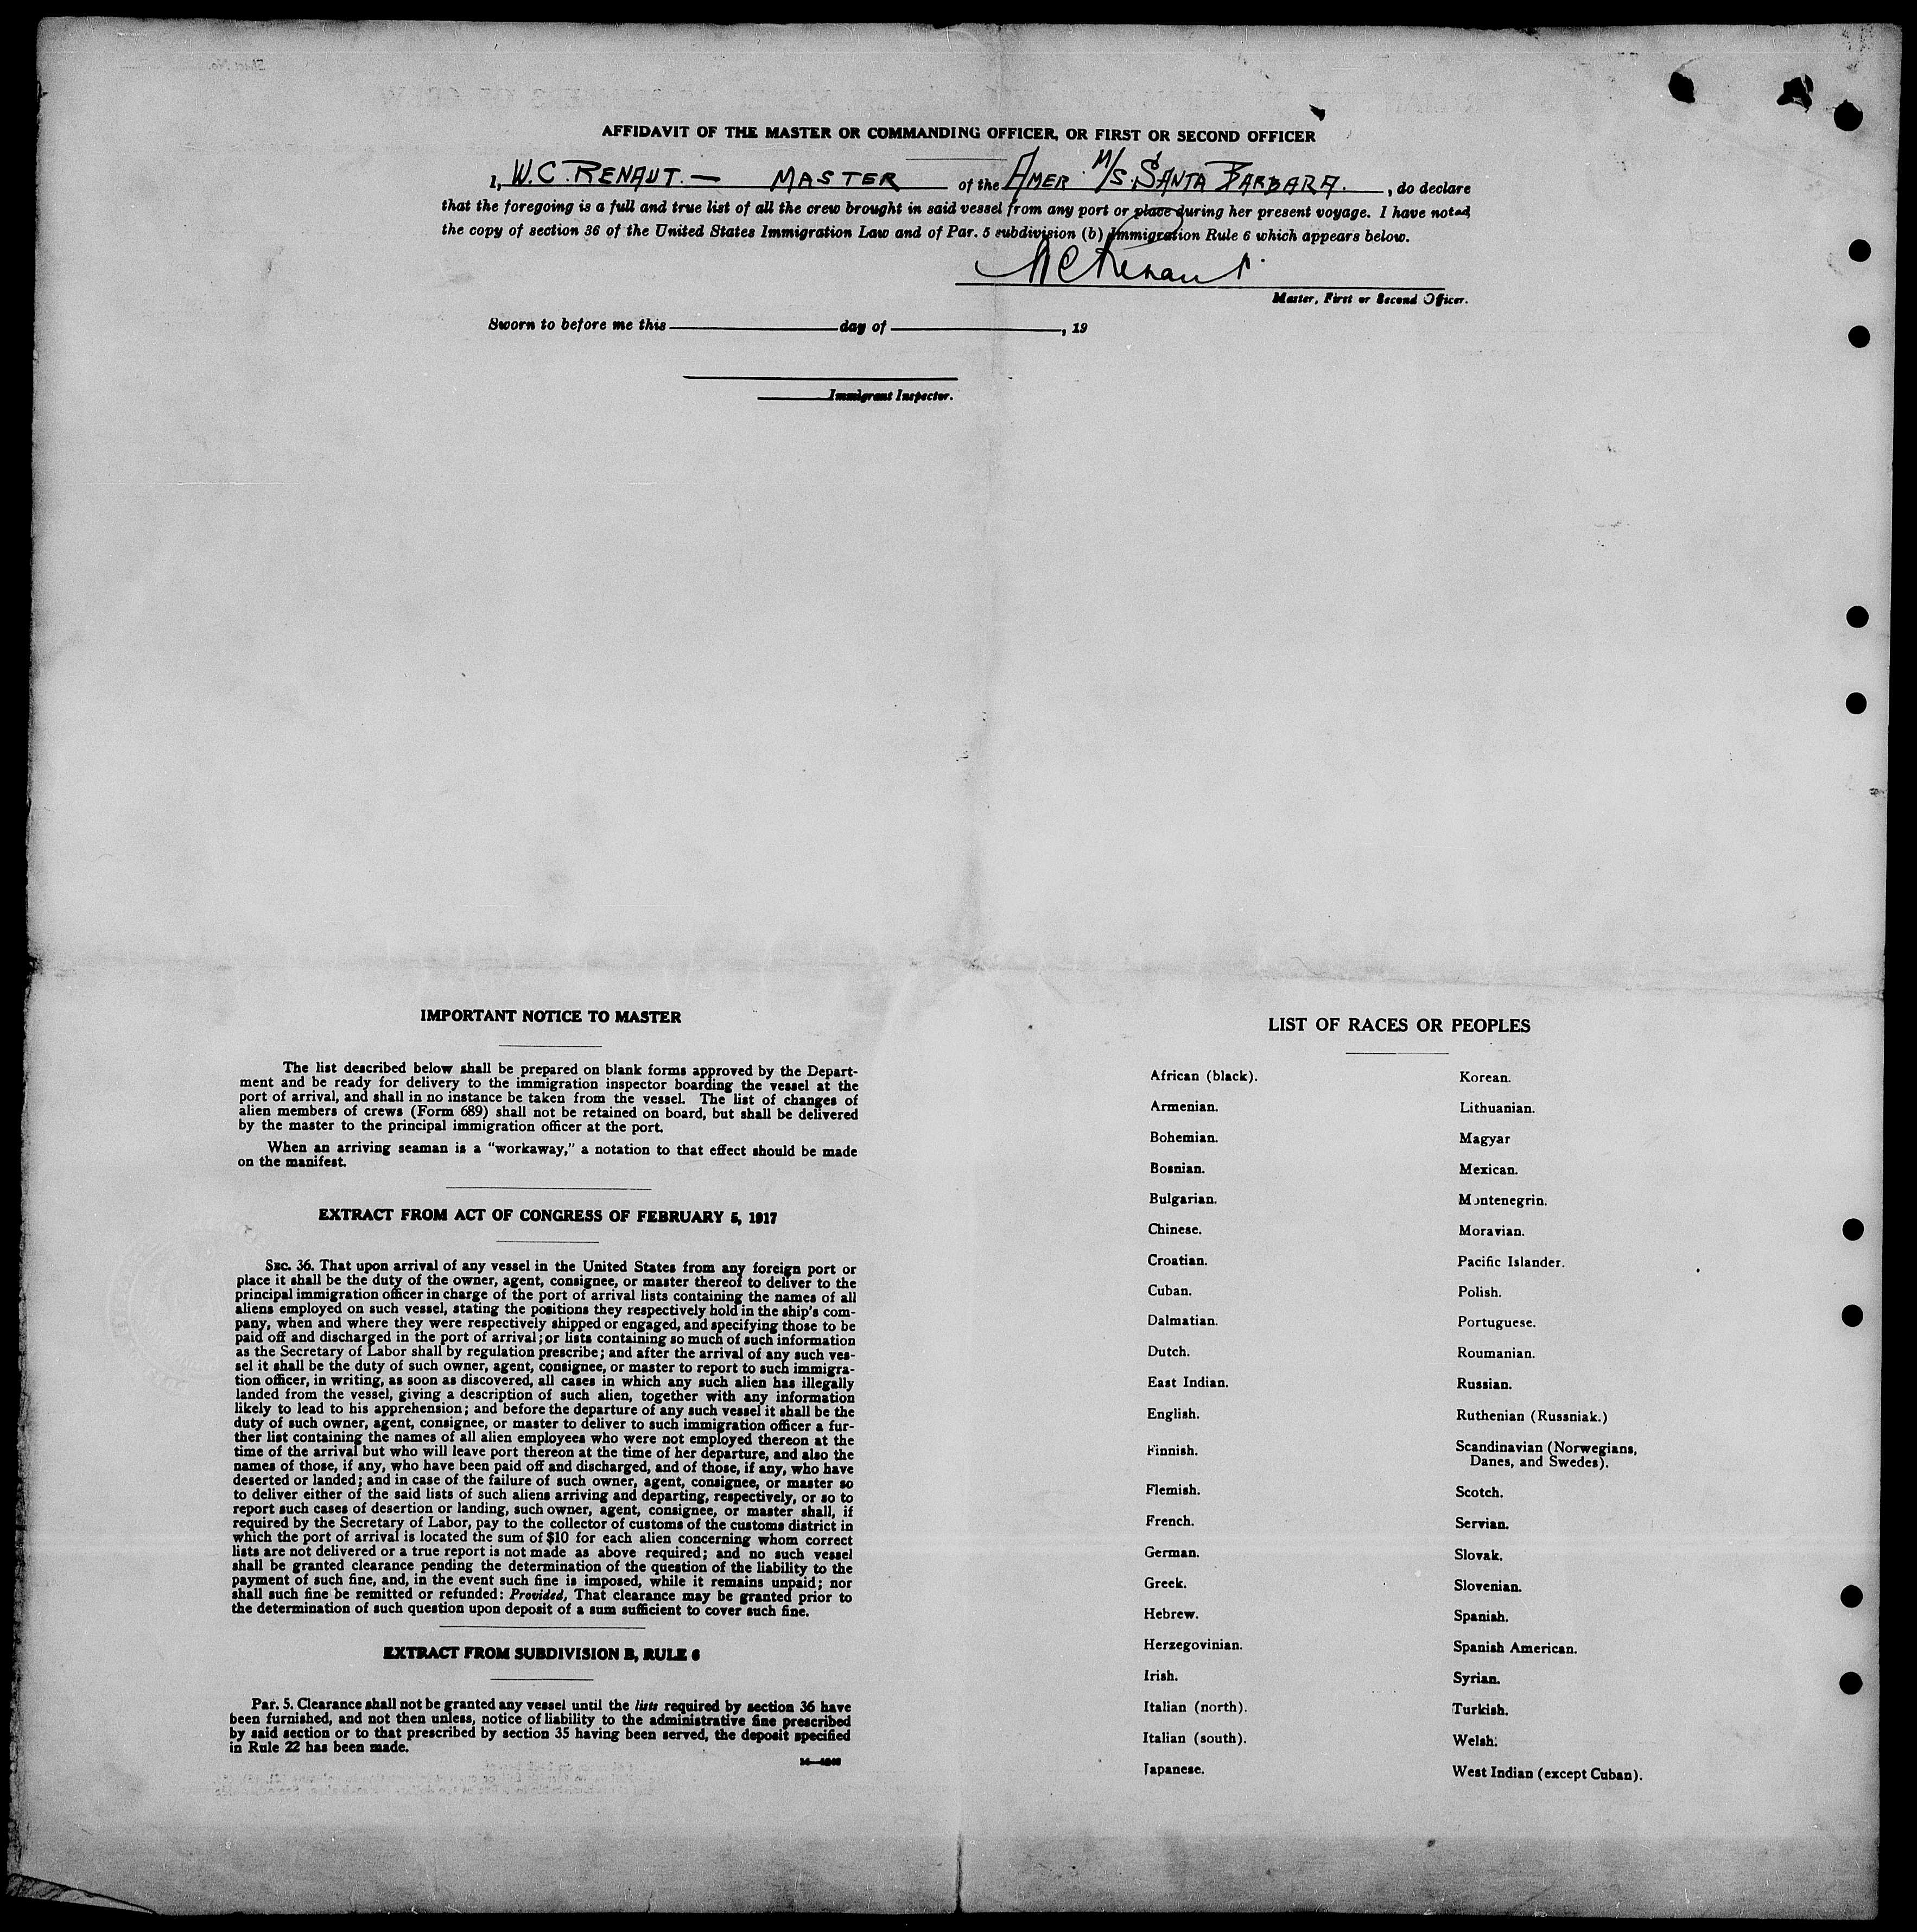 AFFIDAVIT OF THE MASTER OR COMMANDING OFFICER, OR FIRST OR SECOND OFFICER
I, W.C. RENAUT. — MASTER of the AMER M/S. SANTA BARBARA. , do declare
that the foregoing is a full and true list of all the crew brought in said vessel from any port or place during her present voyage. I have noted
the copy of section 36 of the United States Immigration Law and of Par. 5 subdivision (b) Immigration Rule 6 which appears below.
W C Renaut
Master, First or Second Officer.
Sworn to before me this day of , 19
Immigrant Inspector.
IMPORTANT NOTICE TO MASTER
The list described below shall be prepared on blank forms approved by the Depart-
ment and be ready for delivery to the immigration inspector boarding the vessel at the
port of arrival, and shall in no instance be taken from the vessel. The list of changes of
alien members of crews (Form 689) shall not be retained on board, but shall be delivered
by the master to the principal immigration officer at the port.
When an arriving seaman is a "workaway," a notation to that effect should be made
on the manifest.
EXTRACT FROM ACT OF CONGRESS OF FEBRUARY 5, 1917
SEC. 36. That upon arrival of any vessel in the United States from any foreign port or
place it shall be the duty of the owner, agent, consignee, or master thereof to deliver to the
principal immigration officer in charge of the port of arrival lists containing the names of all
aliens employed on such vessel, stating the positions they respectively hold in the ship's com-
pany, when and where they were respectively shipped or engaged, and specifying those to be
paid off and discharged in the port of arrival; or lists containing so much of such information
as the Secretary of Labor shall by regulation prescribe; and after the arrival of any such ves-
sel it shall be the duty of such owner, agent, consignee, or master to report to such immigra-
tion officer, in writing, as soon as discovered, all cases in which any such alien has illegally
landed from the vessel, giving a description of such alien, together with any information
likely to lead to his apprehension; and before the departure of any such vessel it shall be the
duty of such owner, agent, consignee, or master to deliver to such immigration officer a fur-
ther list containing the names of all alien employees who were not employed thereon at the
time of the arrival but who will leave port thereon at the time of her departure, and also the
names of those, if any, who have been paid off and discharged, and of those, if any, who have
deserted or landed; and in case of the failure of such owner, agent, consignee, or master so
to deliver either of the said lists of such aliens arriving and departing, respectively, or so to
report such cases of desertion or landing, such owner, agent, consignee, or master shall, if
required by the Secretary of Labor, pay to the collector of customs of the customs district in
which the port of arrival is located the sum of $10 for each alien concerning whom correct
lists are not delivered or a true report is not made as above required; and no such vessel
shall be granted clearance pending the determination of the question of the liability to the
payment of such fine, and, in the event such fine is imposed, while it remains unpaid; nor
shall such fine be remitted or refunded: Provided, That clearance may be granted prior to
the determination of such question upon deposit of a sum sufficient to cover such fine.
EXTRACT FROM SUBDIVISION B, RULE 6
Par. 5. Clearance shall not be granted any vessel until the lists required by section 36 have
been furnished, and not then unless, notice of liability to the administrative fine prescribed
by said section or to that prescribed by section 35 having been served, the deposit specified
in Rule 22 has been made.
LIST OF RACES OR PEOPLES
African (black).
Armenian.
Bohemian.
Bosnian.
Bulgarian.
Chinese.
Croatian.
Cuban.
Dalmatian.
Dutch.
East Indian.
English.
Finnish.
Flemish.
French.
German.
Greek.
Hebrew.
Herzegovinian.
Irish.
Italian (north).
Italian (south).
Japanese.
Korean.
Lithuanian.
Magyar
Mexican.
Montenegrin.
Moravian.
Pacific Islander.
Polish.
Portuguese.
Roumanian.
Russian.
Ruthenian (Russniak.)
Scandinavian (Norwegians,
Danes, and Swedes).
Scotch.
Servian.
Slovak.
Slovenian.
Spanish.
Spanish American.
Syrian.
Turkish.
Welsh.
West Indian (except Cuban).